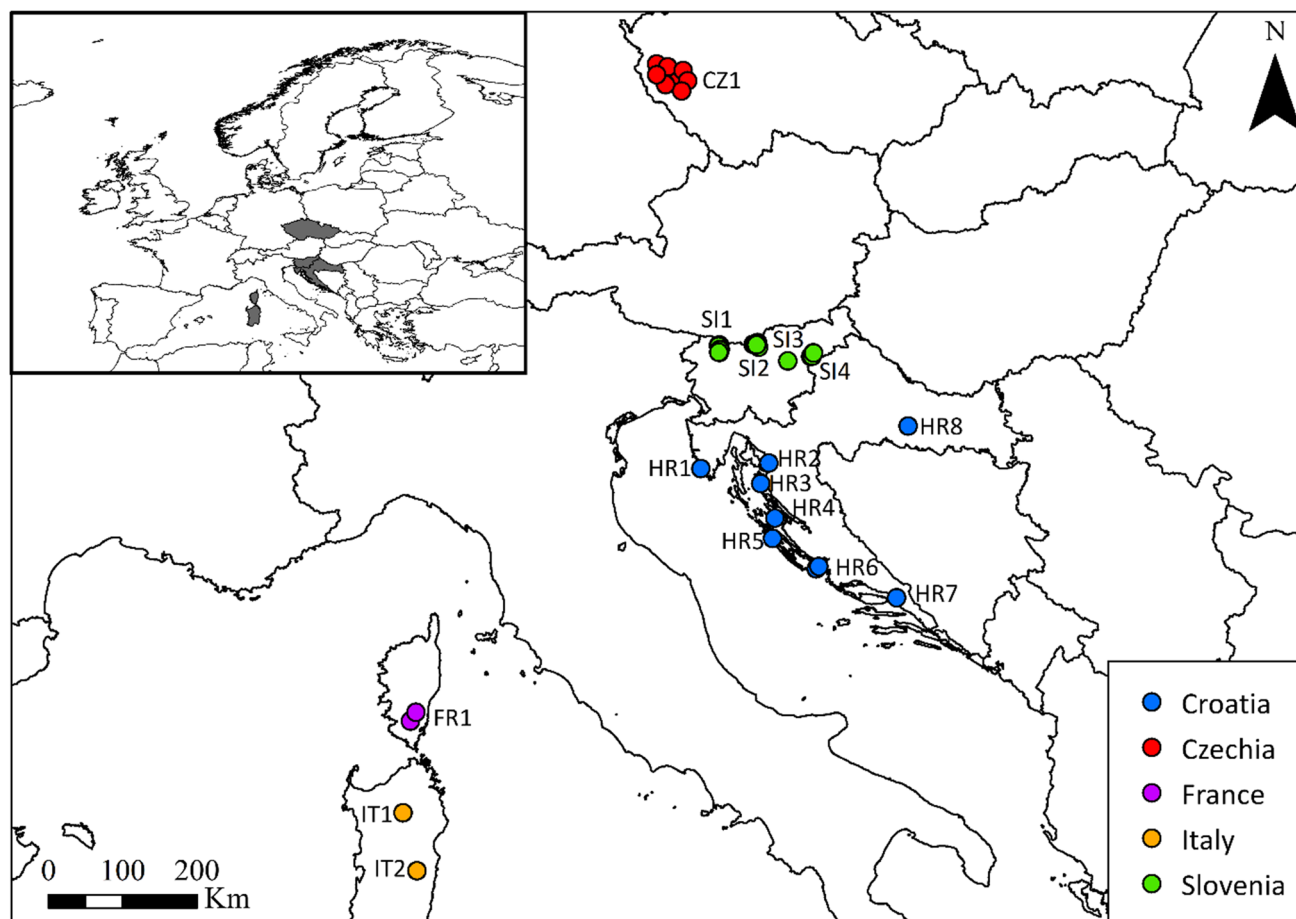 N
CZ1
SI1
SI3
SI2
SI4
HR8
HR1
HR2
HR3
HR4
HR5
HR6
HR7
FR1
IT1
IT2
0 100 200
Km
Croatia
Czechia
France
Italy
Slovenia